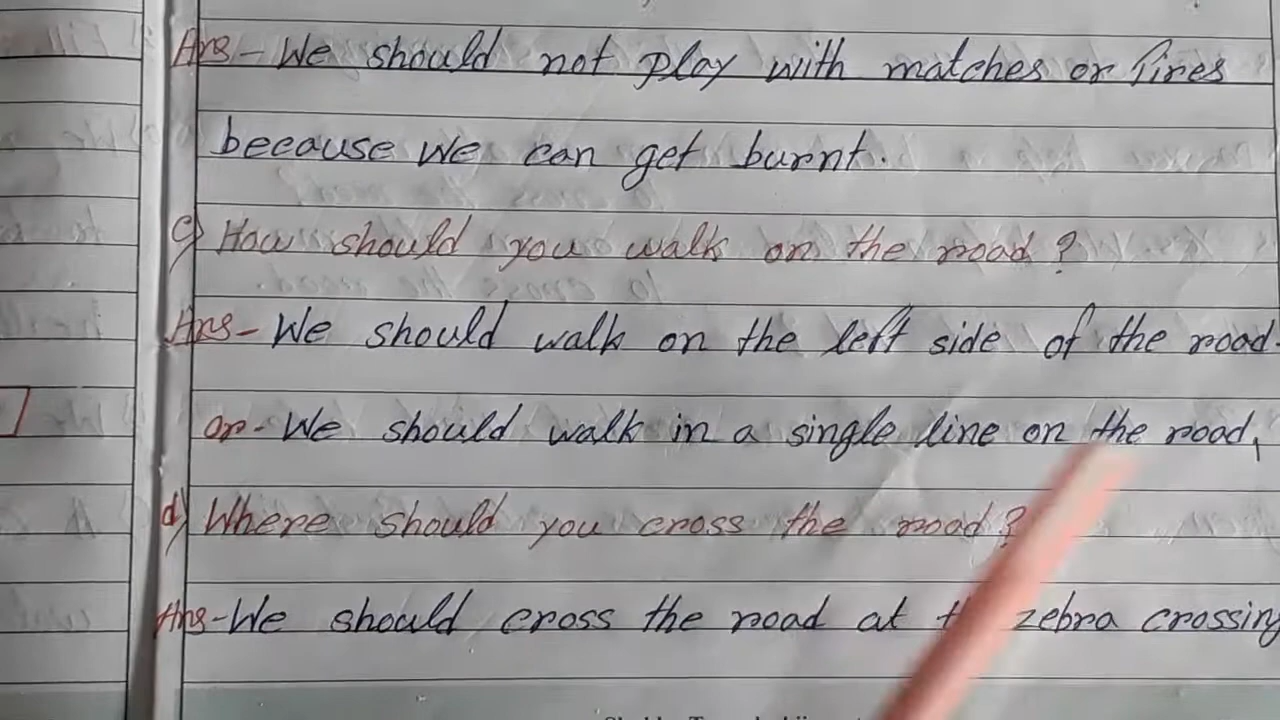 Ans - We should not play with matches or fires
because we can get burnt.
c) How should you walk on the road?
Ans - We should walk on the left side of the road.
or - We should walk in a single line on the road,
d) Where should you cross the road?
Ans - We should cross the road at zebra crossing